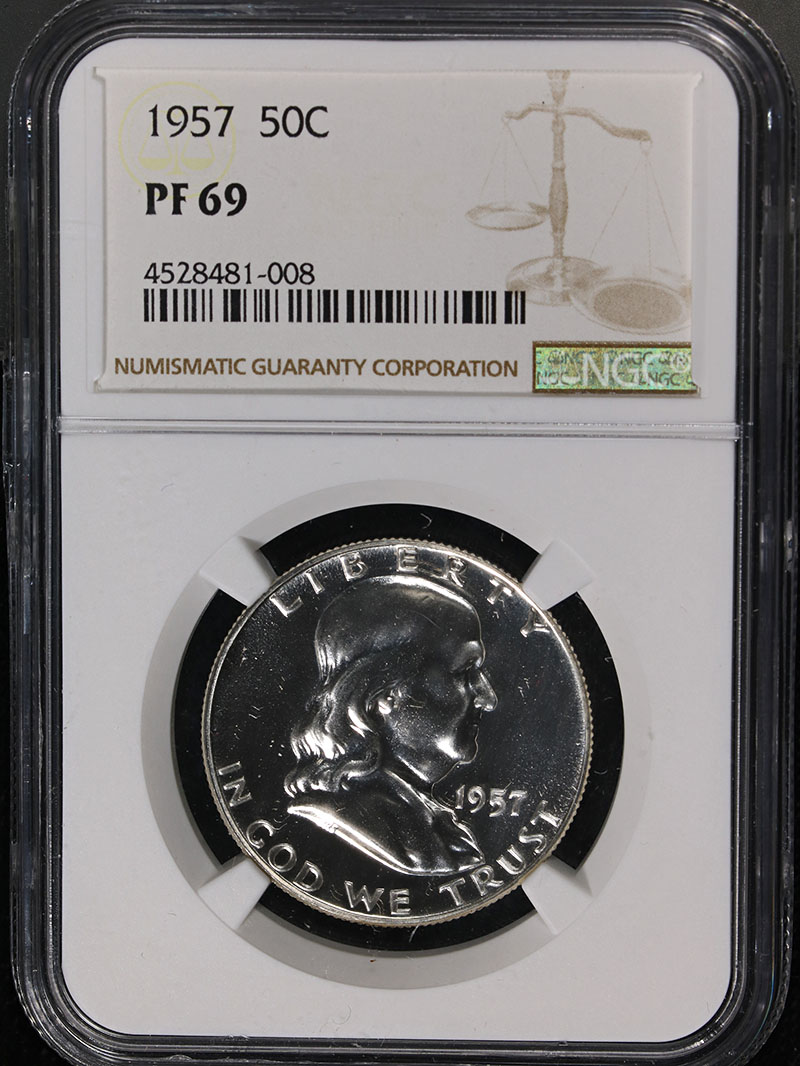 1957 50C
PF 69
4528481-008
NUMISMATIC GUARANTY CORPORATION
NGC
LIBERTY
1957
IN GOD WE TRUST